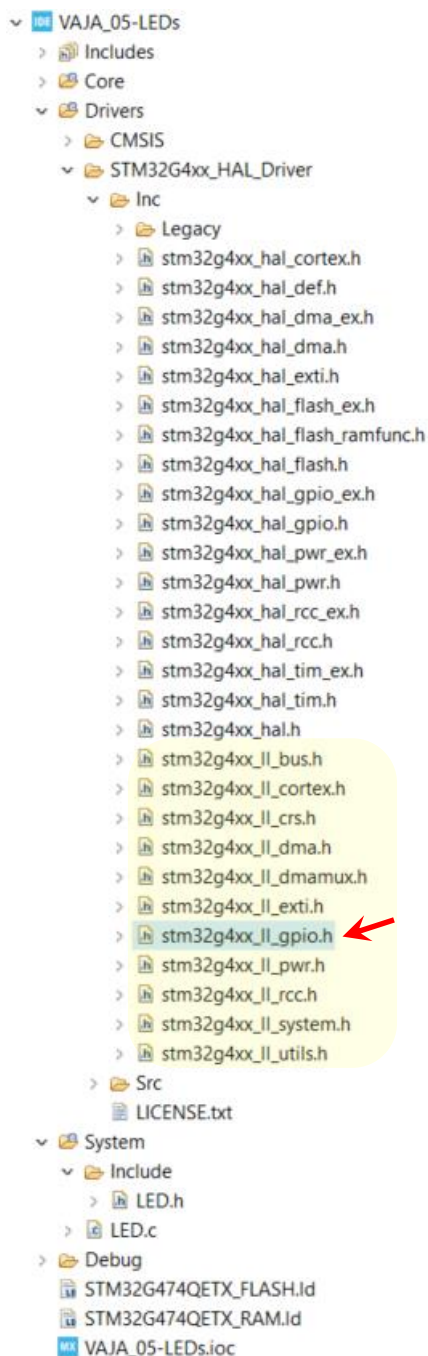 IDE VAJA_05-LEDs
Includes
Core
Drivers
CMSIS
STM32G4xx_HAL_Driver
Inc
Legacy
.h stm32g4xx_hal_cortex.h
.h stm32g4xx_hal_def.h
.h stm32g4xx_hal_dma_ex.h
.h stm32g4xx_hal_dma.h
.h stm32g4xx_hal_exti.h
.h stm32g4xx_hal_flash_ex.h
.h stm32g4xx_hal_flash_ramfunc.h
.h stm32g4xx_hal_flash.h
.h stm32g4xx_hal_gpio_ex.h
.h stm32g4xx_hal_gpio.h
.h stm32g4xx_hal_pwr_ex.h
.h stm32g4xx_hal_pwr.h
.h stm32g4xx_hal_rcc_ex.h
.h stm32g4xx_hal_rcc.h
.h stm32g4xx_hal_tim_ex.h
.h stm32g4xx_hal_tim.h
.h stm32g4xx_hal.h
.h stm32g4xx_ll_bus.h
.h stm32g4xx_ll_cortex.h
.h stm32g4xx_ll_crs.h
.h stm32g4xx_ll_dma.h
.h stm32g4xx_ll_dmamux.h
.h stm32g4xx_ll_exti.h
.h stm32g4xx_ll_gpio.h
.h stm32g4xx_ll_pwr.h
.h stm32g4xx_ll_rcc.h
.h stm32g4xx_ll_system.h
.h stm32g4xx_ll_utils.h
Src
LICENSE.txt
System
Include
.h LED.h
.c LED.c
Debug
STM32G474QETX_FLASH.ld
STM32G474QETX_RAM.ld
MX VAJA_05-LEDs.ioc